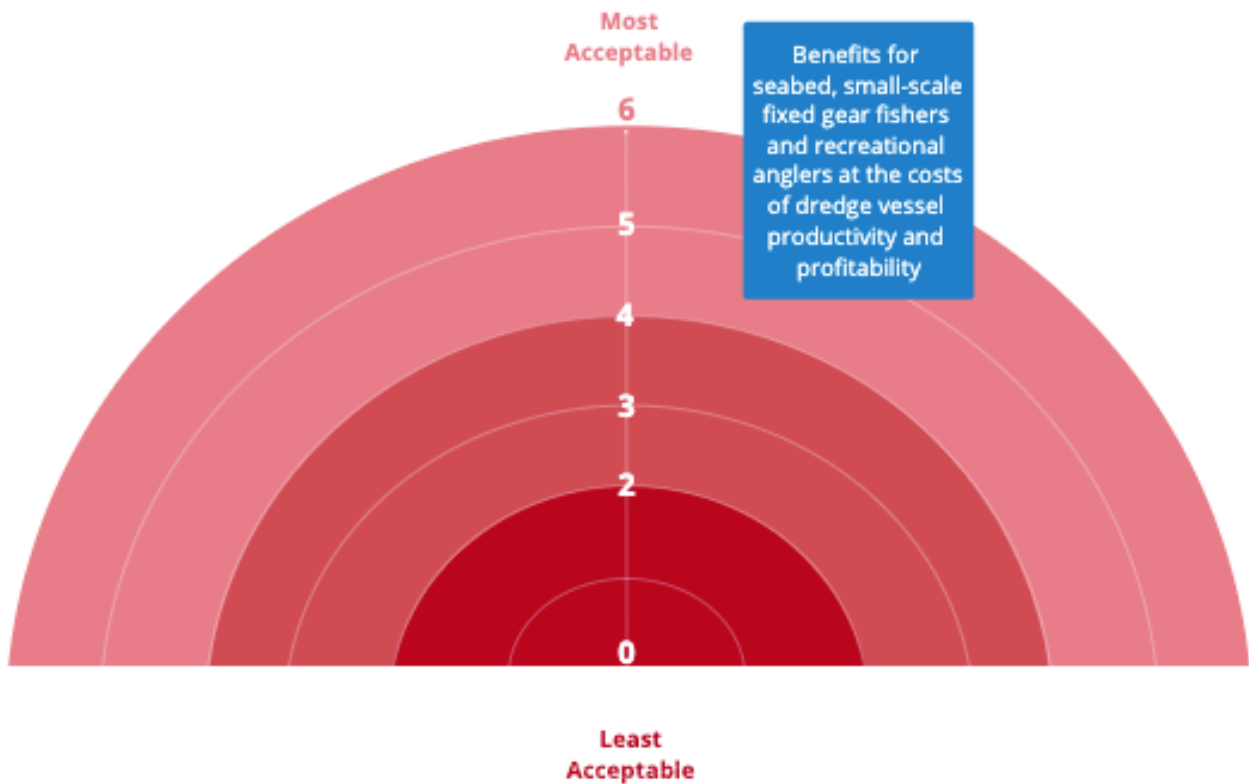 Most
Acceptable
Benefits for
seabed, small-scale
fixed gear fishers
and recreational
anglers at the costs
of dredge vessel
productivity and
profitability
6
5
4
3
2
0
Least
Acceptable